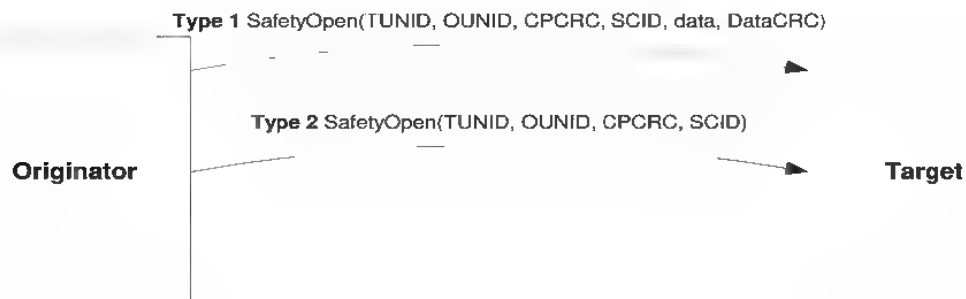 Type 1 SafetyOpen(TUNID, OUNID, CPCRC, SCID, data, DataCRC)
Type 2 SafetyOpen(TUNID, OUNID, CPCRC, SCID)
Originator
Target